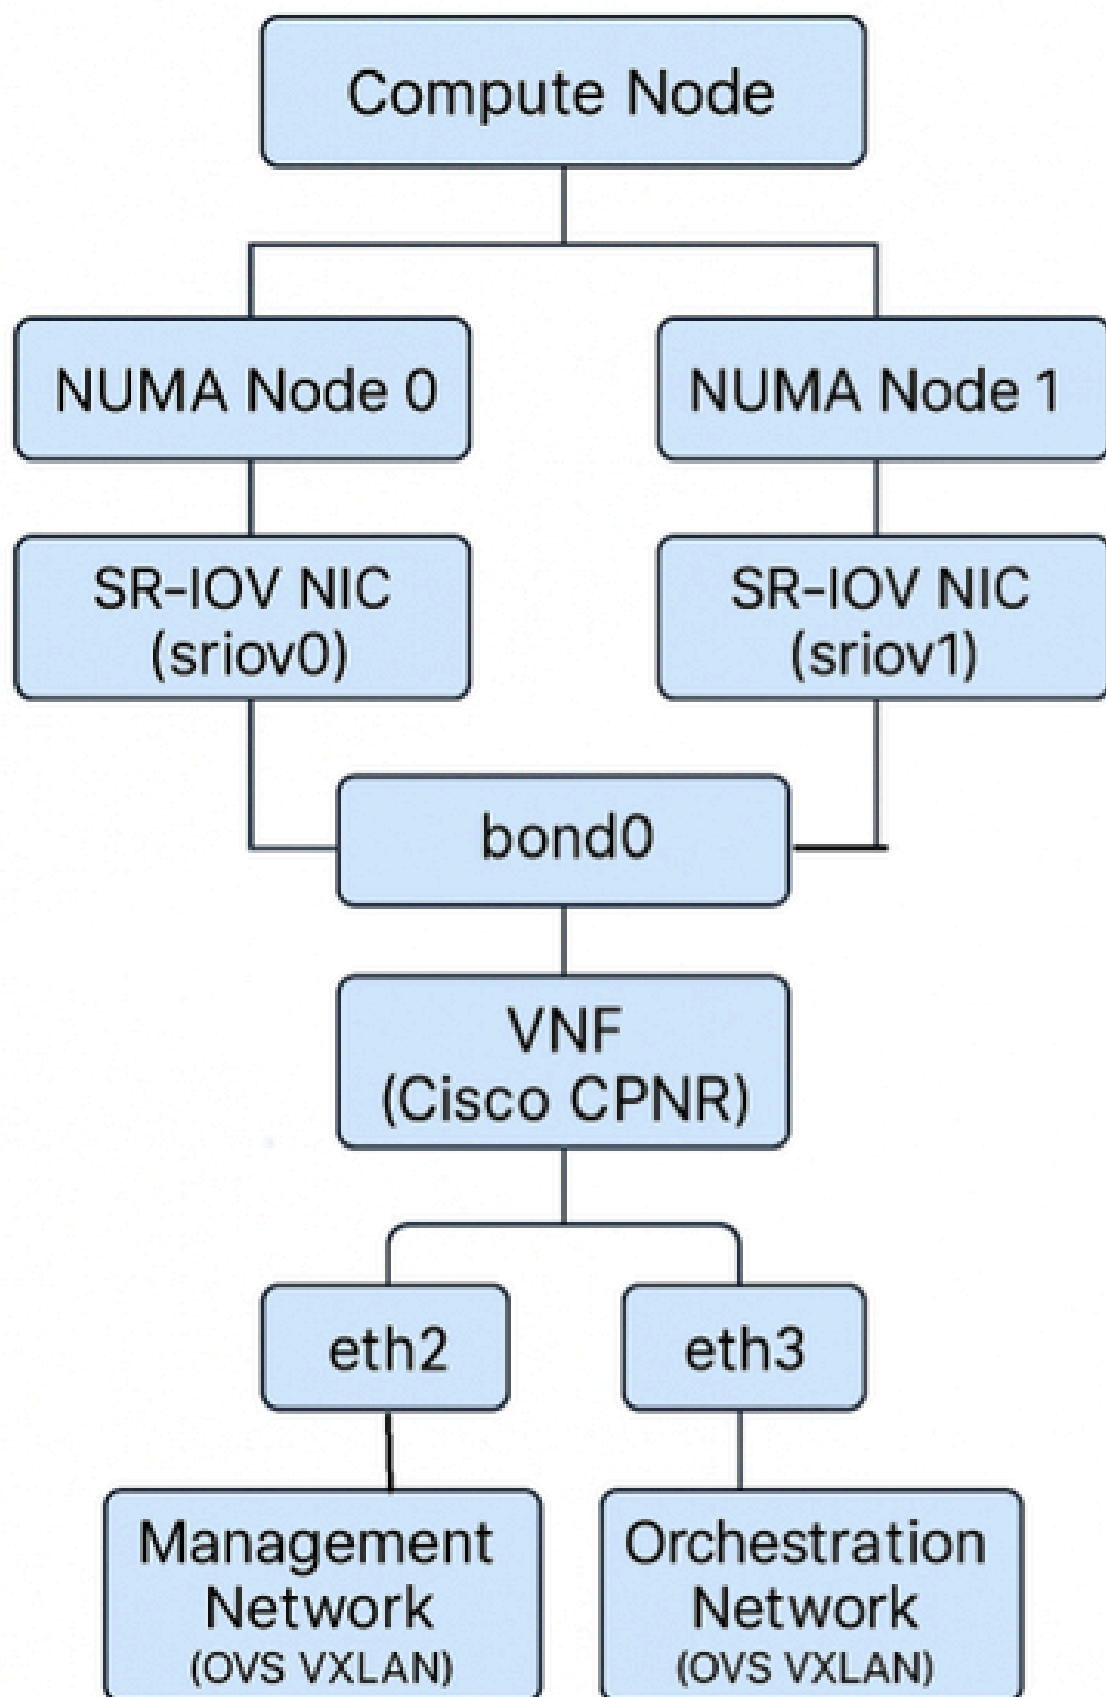 Compute Node
NUMA Node 0
NUMA Node 1
SR-IOV NIC
(sriov0)
SR-IOV NIC
(sriov1)
bond0
VNF
(Cisco CPNR)
eth2
eth3
Management
Network
(OVS VXLAN)
Orchestration
Network
(OVS VXLAN)